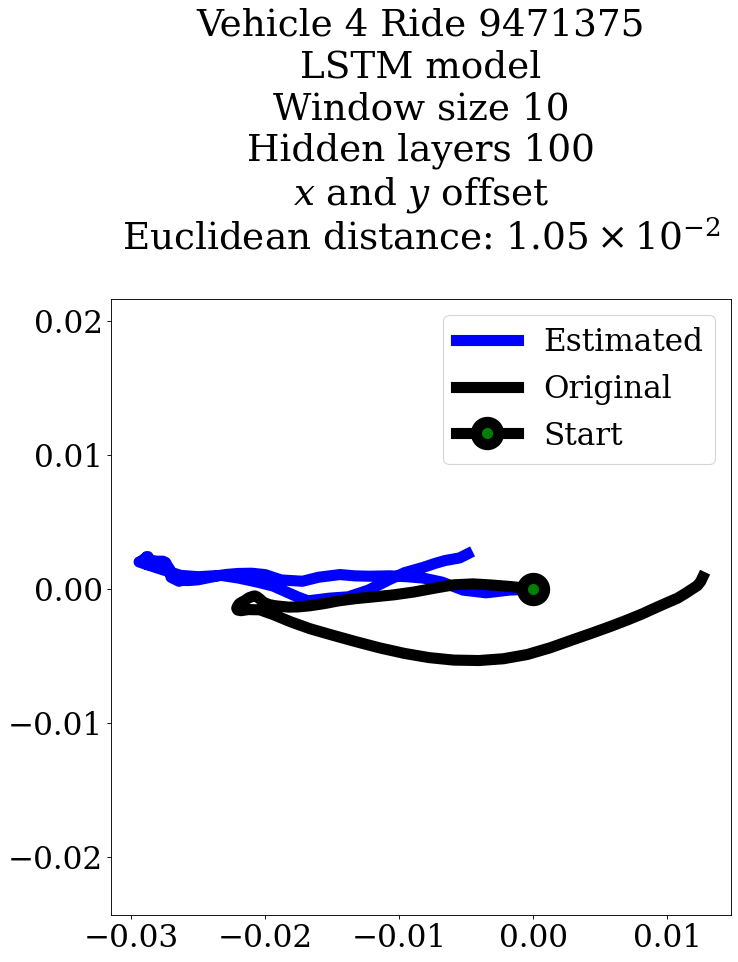 Vehicle 4 Ride 9471375
LSTM model
Window size 10
Hidden layers 100
x and y offset
Euclidean distance: 1.05 × 10⁻²
Estimated
Original
Start
0.02
0.01
0.00
−0.01
−0.02
−0.03 −0.02 −0.01 0.00 0.01